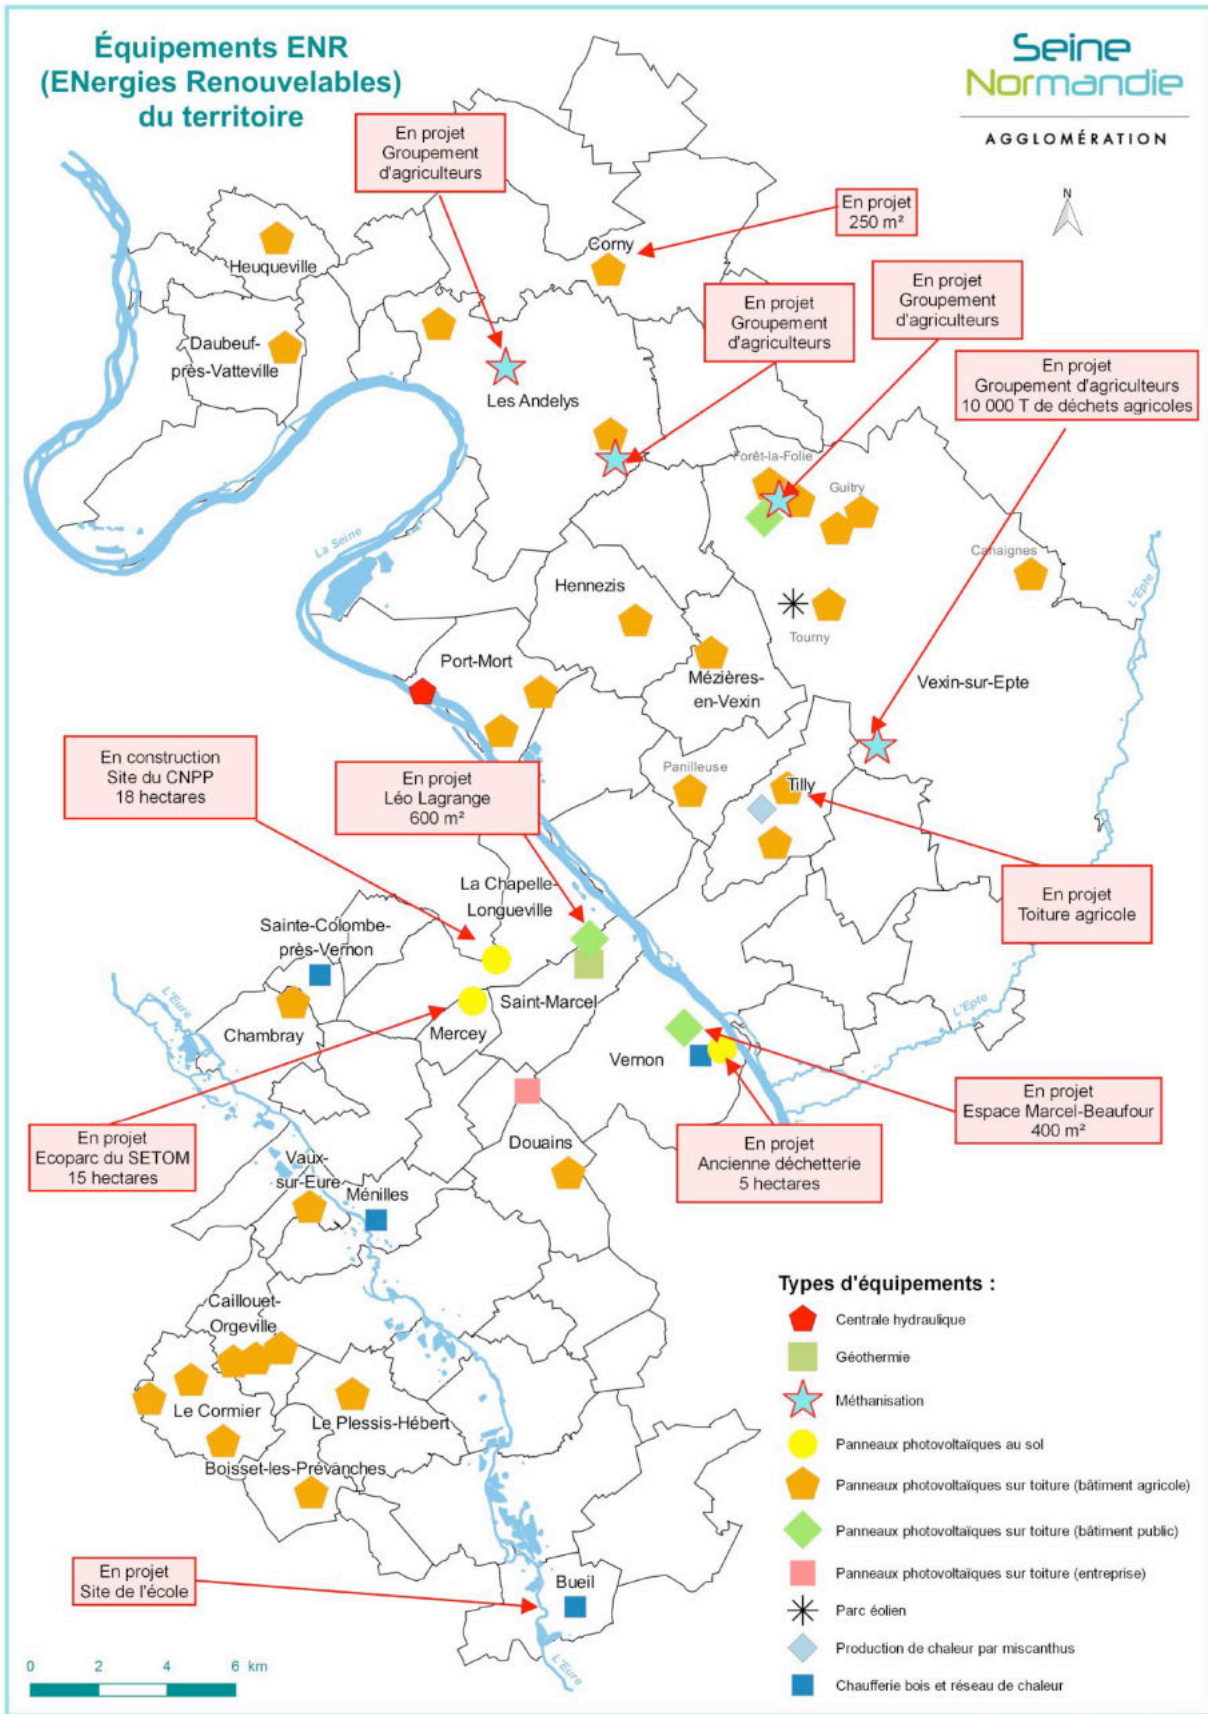 Équipements ENR
(ENergies Renouvelables)
du territoire
Seine
Normandie
AGGLOMÉRATION
N
En projet
Groupement
d'agriculteurs
En projet
250 m²
Corny
Heuqueville
En projet
Groupement
d'agriculteurs
En projet
Groupement
d'agriculteurs
Daubeuf-
près-Vatteville
En projet
Groupement d'agriculteurs
10 000 T de déchets agricoles
Les Andelys
Forêt-la-Folie
Guitry
La Seine
Cahaignes
L'Epte
Hennezis
Tourny
Port-Mort
Mézières-
en-Vexin
Vexin-sur-Epte
En construction
Site du CNPP
18 hectares
En projet
Léo Lagrange
600 m²
Panilleuse
Tilly
En projet
Toiture agricole
La Chapelle-
Longueville
Sainte-Colombe-
près-Vernon
L'Eure
Saint-Marcel
L'Epte
Chambray
Mercey
Vernon
En projet
Espace Marcel-Beaufour
400 m²
En projet
Ecoparc du SETOM
15 hectares
Douains
En projet
Ancienne déchetterie
5 hectares
Vaux-
sur-Eure
Ménilles
Caillouet-
Orgeville
Le Cormier
Le Plessis-Hébert
Boisset-les-Prévanches
En projet
Site de l'école
Bueil
L'Eure
0 2 4 6 km
Types d'équipements :
Centrale hydraulique
Géothermie
Méthanisation
Panneaux photovoltaïques au sol
Panneaux photovoltaïques sur toiture (bâtiment agricole)
Panneaux photovoltaïques sur toiture (bâtiment public)
Panneaux photovoltaïques sur toiture (entreprise)
Parc éolien
Production de chaleur par miscanthus
Chaufferie bois et réseau de chaleur